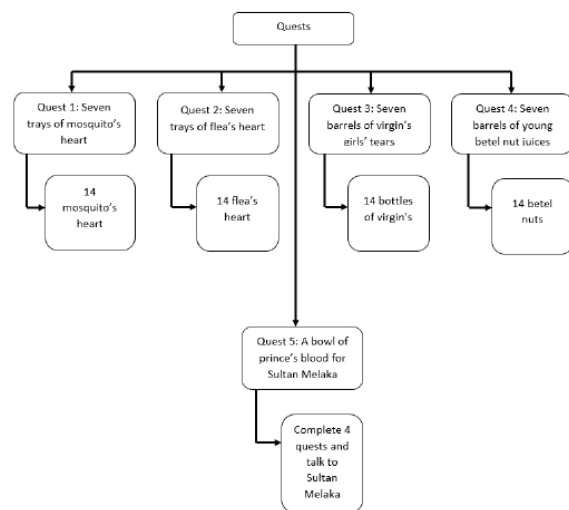 Quests
Quest 1: Seven
trays of mosquito's
heart
Quest 2: Seven
trays of flea's heart
Quest 3: Seven
barrels of virgin's
girls' tears
Quest 4: Seven
barrels of young
betel nut juices
14
mosquito's
heart
14 flea's
heart
14 bottles
of virgin's
14 betel
nuts
Quest 5: A bowl of
prince's blood for
Sultan Melaka
Complete 4
quests and
talk to
Sultan
Melaka